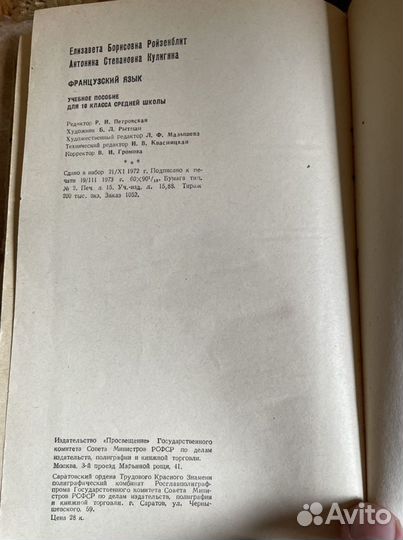 Елизавета Борисовна Ройзенблит
Антонина Степановна Кулигина
ФРАНЦУЗСКИЙ ЯЗЫК
УЧЕБНОЕ ПОСОБИЕ
ДЛЯ 10 КЛАССА СРЕДНЕЙ ШКОЛЫ
Редактор Р. И. Петровская
Художник Б. Л. Рытман
Художественный редактор Л. Ф. Малышева
Технический редактор Н. В. Квасницкая
Корректор В. И. Громова
* * *
Сдано в набор 21/XI 1972 г. Подписано к пе-
чати 19/III 1973 г. 60×90¹/₁₆. Бумага тип.
№ 2. Печ. л. 15. Уч.-изд. л. 15,88. Тираж
200 тыс. экз. Заказ 1052.
Издательство «Просвещение» Государственного
комитета Совета Министров РСФСР по делам
издательств, полиграфии и книжной торговли.
Москва. 3-й проезд Марьиной рощи, 41.
Саратовский ордена Трудового Красного Знамени
полиграфический комбинат Росглавполиграф-
прома Государственного комитета Совета Мини-
стров РСФСР по делам издательств, полиграфии
и книжной торговли. г. Саратов, ул. Черны-
шевского, 59.
Цена 28 к.
Avito